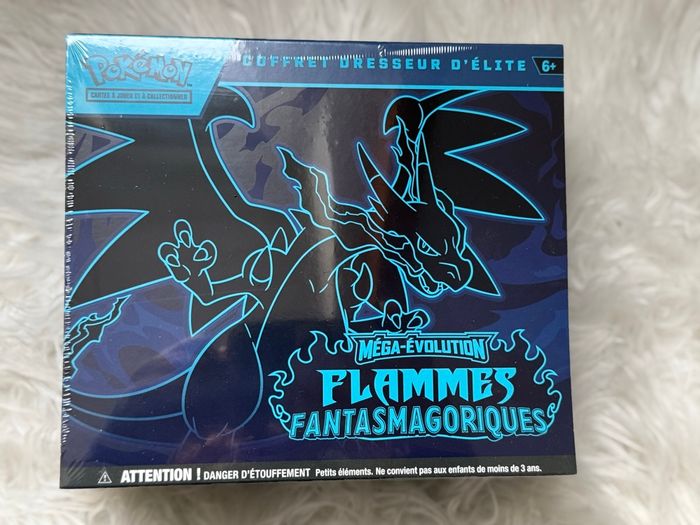 POKÉMON
CARTES À JOUER ET À COLLECTIONNER
COFFRET DRESSEUR D'ÉLITE
6+
MÉGA-ÉVOLUTION
FLAMMES
FANTASMAGORIQUES
ATTENTION ! DANGER D'ÉTOUFFEMENT Petits éléments. Ne convient pas aux enfants de moins de 3 ans.